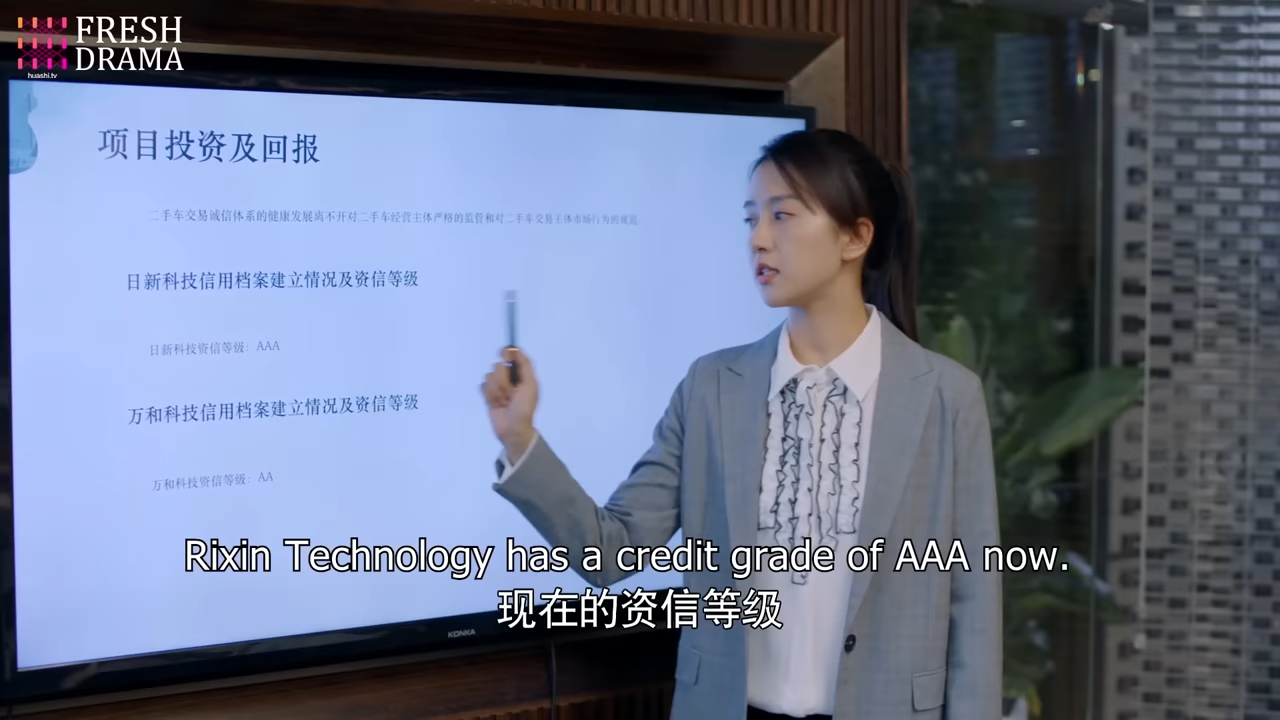 FRESH
DRAMA
huashi.tv
项目投资及回报
二手车交易诚信体系的健康发展离不开对二手车经营主体严格的监管和对二手车交易主体市场行为的规范
日新科技信用档案建立情况及资信等级
日新科技资信等级：AAA
万和科技信用档案建立情况及资信等级
万和科技资信等级：AA
Rixin Technology has a credit grade of AAA now.
现在的资信等级
KONKA